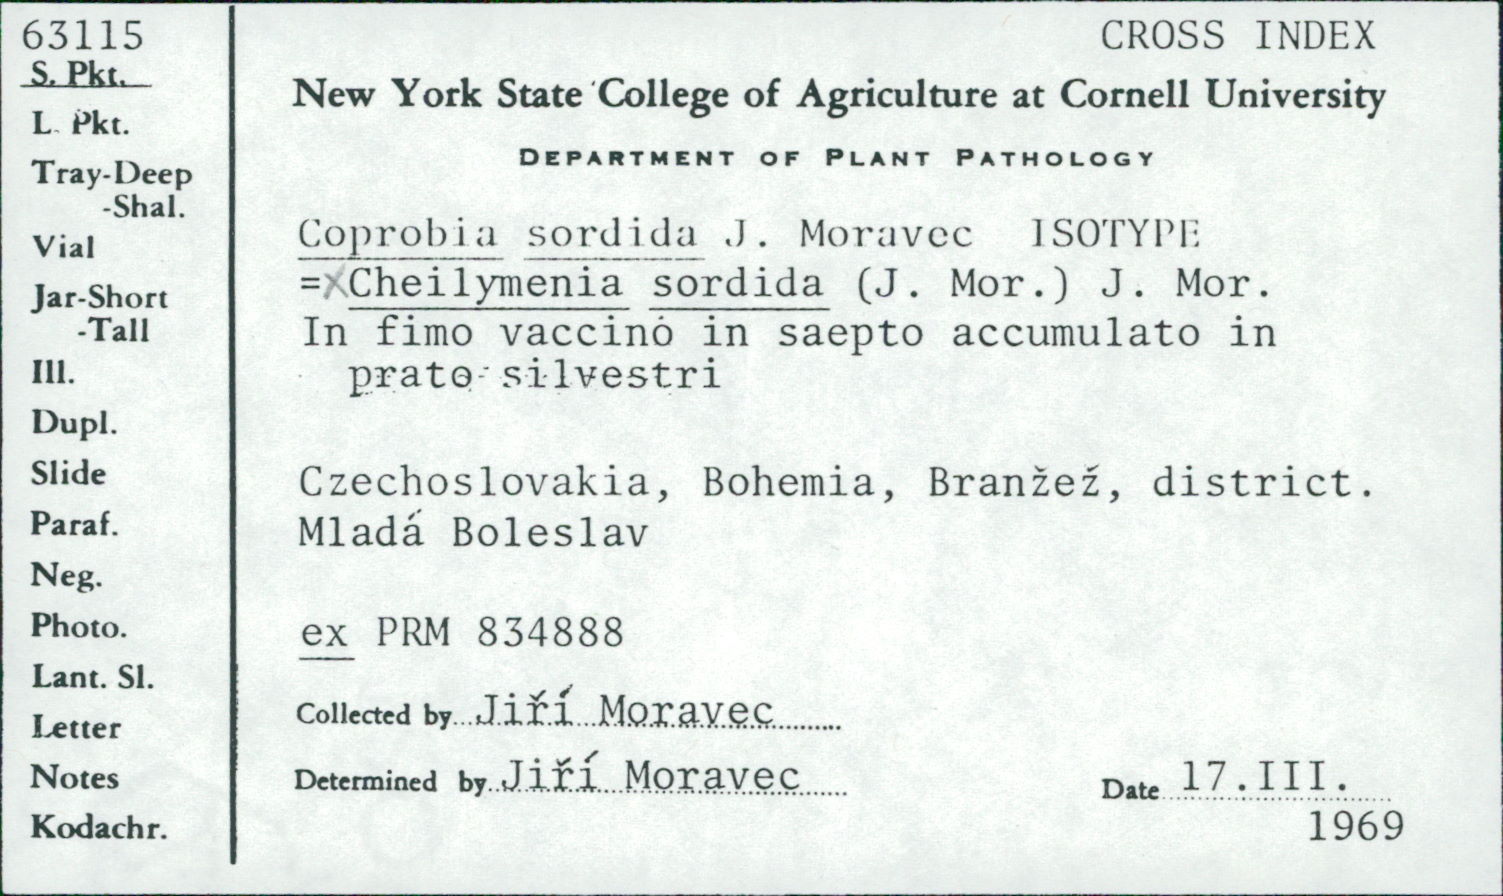 63115
CROSS INDEX
S. Pkt.
New York State College of Agriculture at Cornell University
L. Pkt.
DEPARTMENT OF PLANT PATHOLOGY
Tray-Deep
-Shal.
Vial
Jar-Short
-Tall
Ill.
Dupl.
Slide
Paraf.
Neg.
Photo.
Lant. Sl.
Letter
Notes
Kodachr.
Coprobia sordida J. Moravec ISOTYPE
=xCheilymenia sordida (J. Mor.) J. Mor.
In fimo vaccino in saepto accumulato in
prato silvestri
Czechoslovakia, Bohemia, Branžež, district.
Mladá Boleslav
ex PRM 834888
Collected by Jiří Moravec
Determined by Jiří Moravec
Date 17.III.
1969